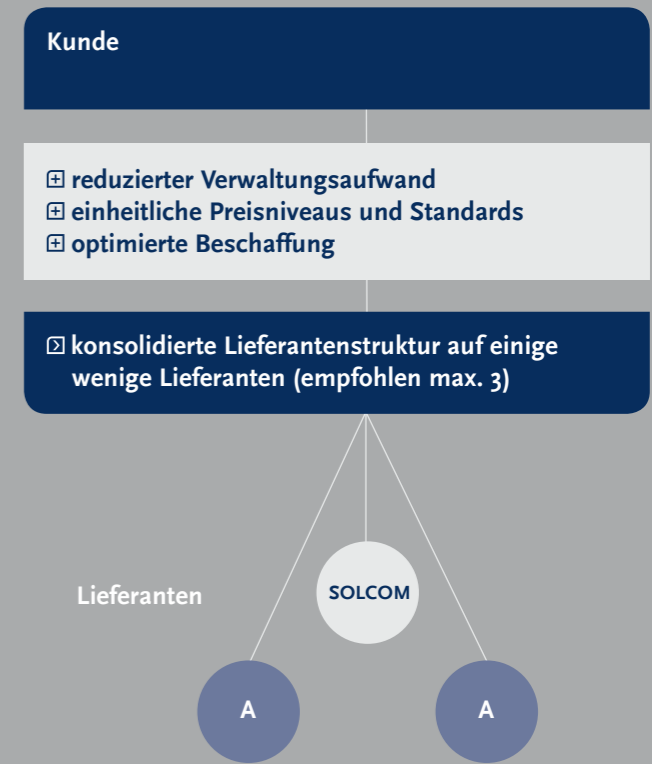 Kunde
reduzierter Verwaltungsaufwand
einheitliche Preisniveaus und Standards
optimierte Beschaffung
konsolidierte Lieferantenstruktur auf einige
wenige Lieferanten (empfohlen max. 3)
Lieferanten
SOLCOM
A
A